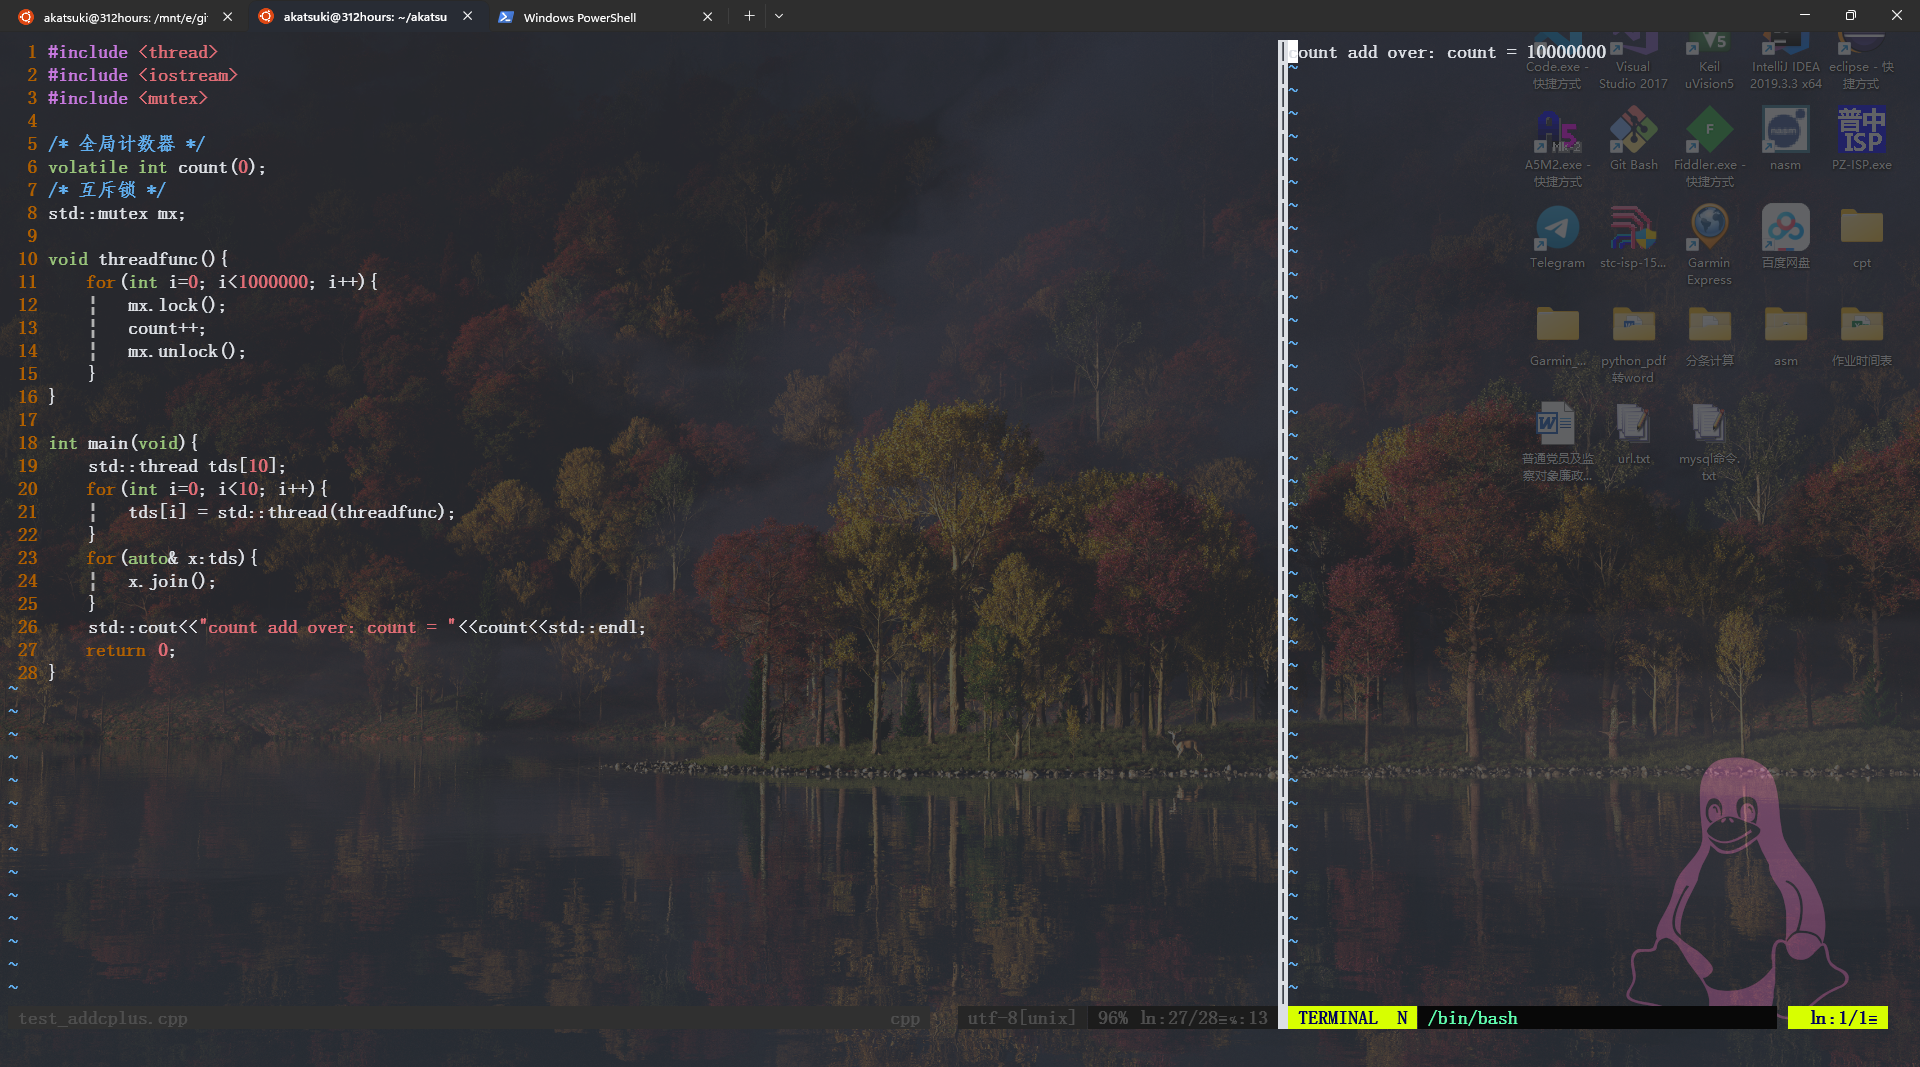 akatsuki@312hours: /mnt/e/gi
akatsuki@312hours: ~/akatsu
Windows PowerShell
1 #include <thread>
2 #include <iostream>
3 #include <mutex>
4
5 /* 全局计数器 */
6 volatile int count(0);
7 /* 互斥锁 */
8 std::mutex mx;
9
10 void threadfunc(){
11     for(int i=0; i<1000000; i++){
12     ¦   mx.lock();
13     ¦   count++;
14     ¦   mx.unlock();
15     }
16 }
17
18 int main(void){
19     std::thread tds[10];
20     for(int i=0; i<10; i++){
21     ¦   tds[i] = std::thread(threadfunc);
22     }
23     for(auto& x:tds){
24     ¦   x.join();
25     }
26     std::cout<<"count add over: count = "<<count<<std::endl;
27     return 0;
28 }
test_addcplus.cpp
cpp
utf-8[unix]
96% ln:27/28≡℅:13
count add over: count = 10000000
Code.exe - 快捷方式
Visual Studio 2017
Keil uVision5
IntelliJ IDEA 2019.3.3 x64
eclipse - 快捷方式
A5M2.exe - 快捷方式
Git Bash
Fiddler.exe - 快捷方式
nasm
PZ-ISP.exe
普中 ISP
Telegram
stc-isp-15...
Garmin Express
百度网盘
cpt
Garmin_...
python_pdf转word
分条计算
asm
作业时间表
普通党员及监察对象廉政...
url.txt
mysql命令.txt
TERMINAL N
/bin/bash
ln:1/1≡